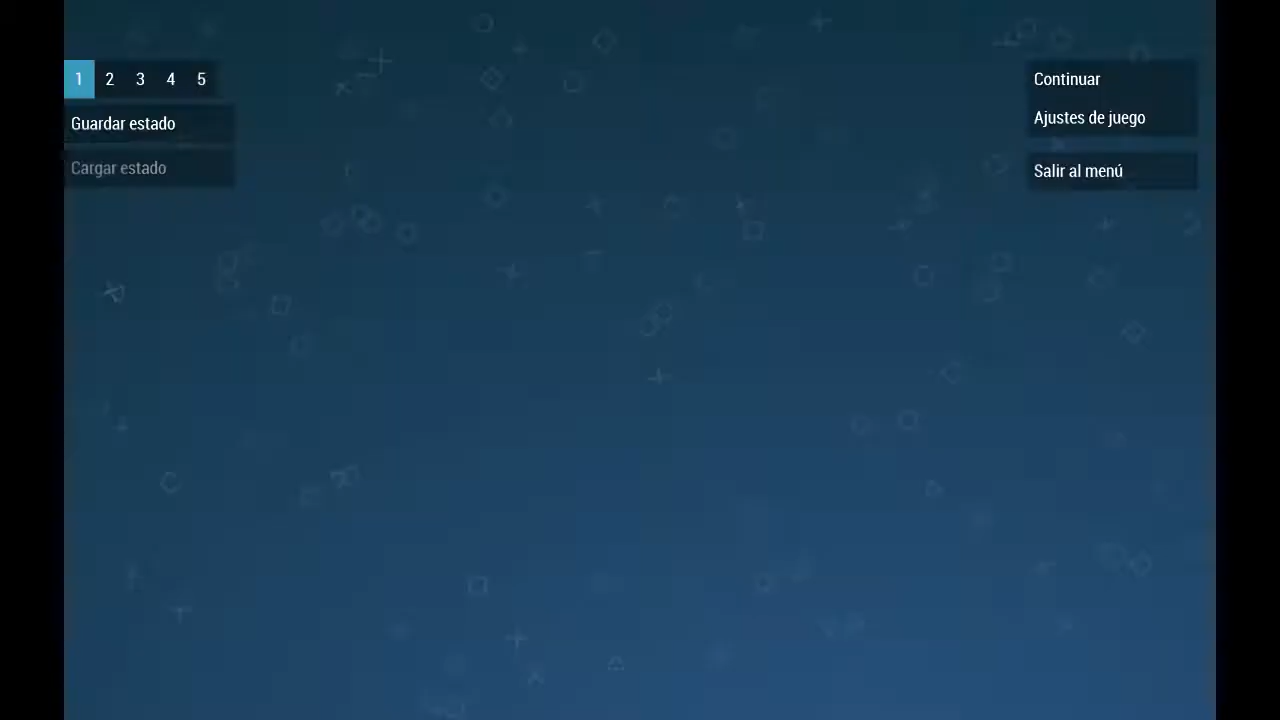 1 2 3 4 5
Guardar estado
Cargar estado
Continuar
Ajustes de juego
Salir al menú